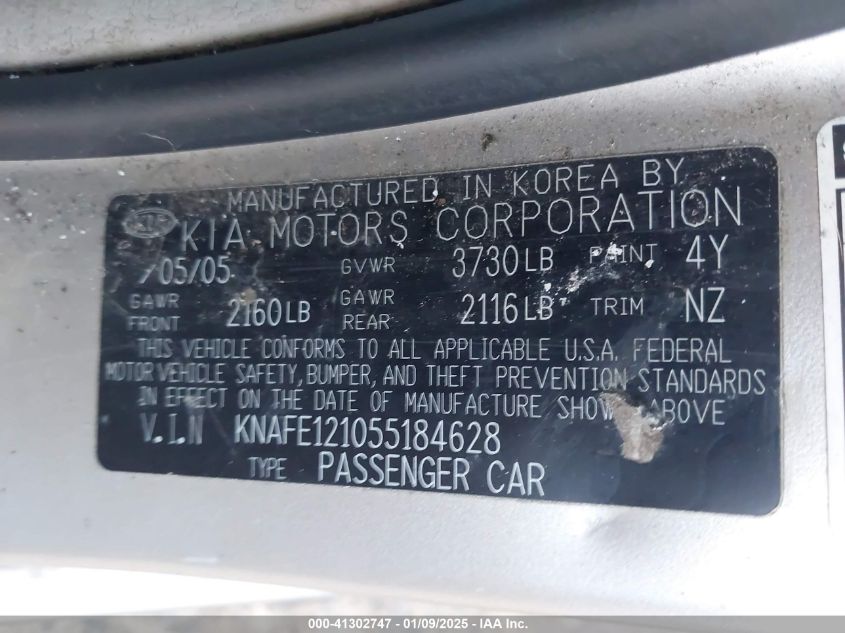 MANUFACTURED IN KOREA BY
KIA MOTORS CORPORATION
05/05 GVWR 3730LB PAINT 4Y
GAWR FRONT 2160LB GAWR REAR 2116LB TRIM NZ
THIS VEHICLE CONFORMS TO ALL APPLICABLE U.S.A. FEDERAL
MOTOR VEHICLE SAFETY, BUMPER, AND THEFT PREVENTION STANDARDS
IN EFFECT ON THE DATE OF MANUFACTURE SHOWN ABOVE
V.I.N KNAFE121055184628
TYPE PASSENGER CAR
000-41302747 - 01/09/2025 - IAA Inc.